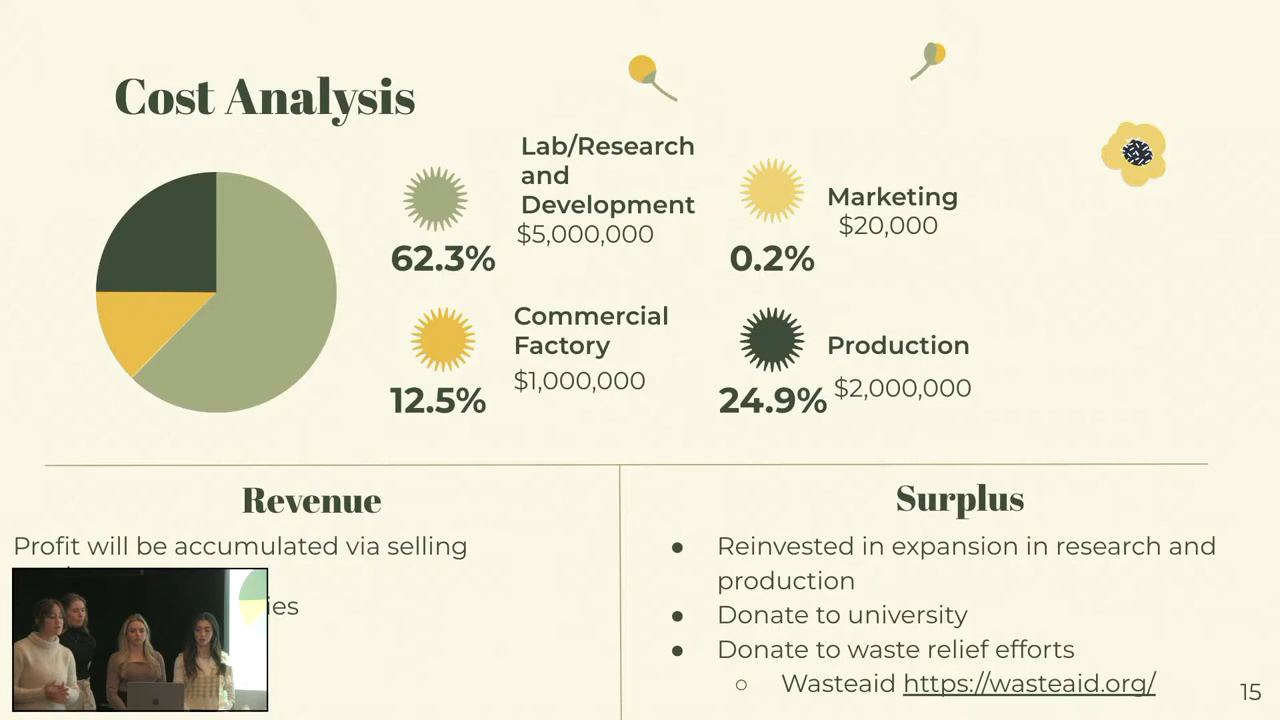 Cost Analysis
Lab/Research
and
Development
$5,000,000
62.3%
Marketing
$20,000
0.2%
Commercial
Factory
$1,000,000
12.5%
Production
$2,000,000
24.9%
Revenue
Profit will be accumulated via selling
Surplus
● Reinvested in expansion in research and
production
● Donate to university
● Donate to waste relief efforts
○ Wasteaid https://wasteaid.org/
15